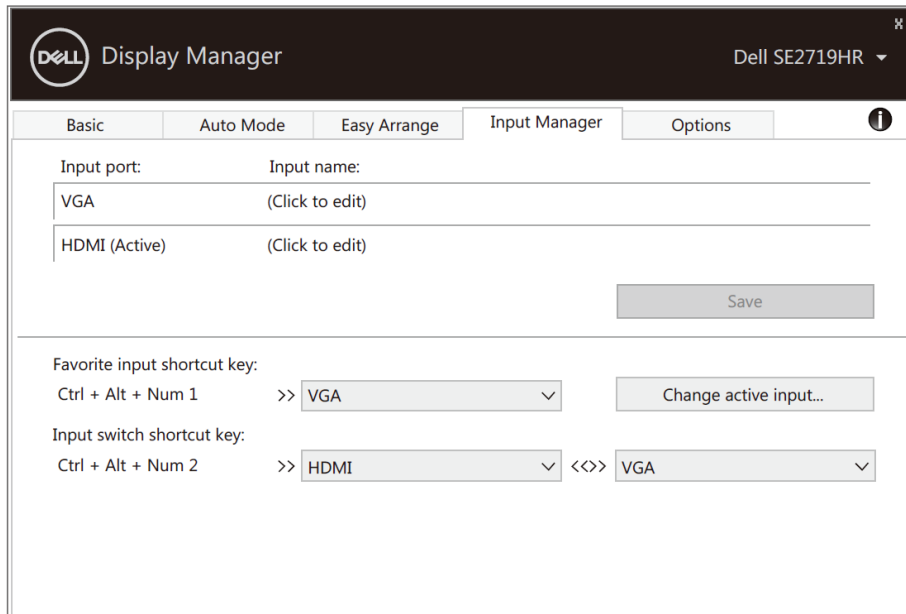 X
DELL Display Manager Dell SE2719HR
Basic Auto Mode Easy Arrange Input Manager Options i
Input port: Input name:
VGA (Click to edit)
HDMI (Active) (Click to edit)
Save
Favorite input shortcut key:
Ctrl + Alt + Num 1 >> VGA Change active input...
Input switch shortcut key:
Ctrl + Alt + Num 2 >> HDMI <<>> VGA